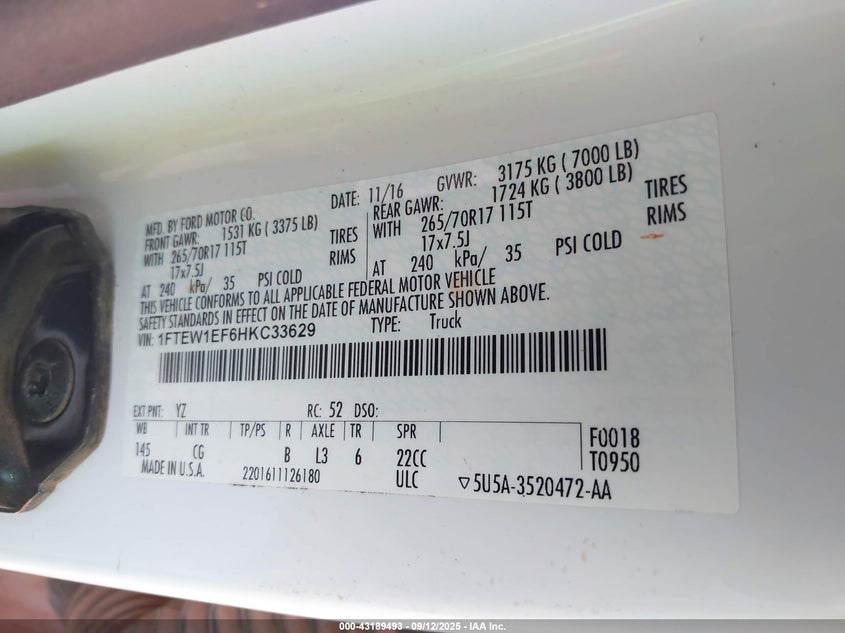 MFD. BY FORD MOTOR CO.
DATE: 11/16 GVWR: 3175 KG ( 7000 LB)
FRONT GAWR: 1531 KG ( 3375 LB)
REAR GAWR: 1724 KG ( 3800 LB)
WITH 265/70R17 115T TIRES
WITH 265/70R17 115T TIRES
17x7.5J RIMS
17x7.5J RIMS
AT 240 kPa/ 35 PSI COLD
AT 240 kPa/ 35 PSI COLD
THIS VEHICLE CONFORMS TO ALL APPLICABLE FEDERAL MOTOR VEHICLE
SAFETY STANDARDS IN EFFECT ON THE DATE OF MANUFACTURE SHOWN ABOVE.
VIN: 1FTEW1EF6HKC33629 TYPE: Truck
EXT PNT: YZ RC: 52 DSO:
WB INT TR TP/PS R AXLE TR SPR
145 CG B L3 6 22CC
F0018
T0950
MADE IN U.S.A. 2201611126180 ULC ▽5U5A-3520472-AA
000-43189493 - 09/12/2025 - IAA Inc.